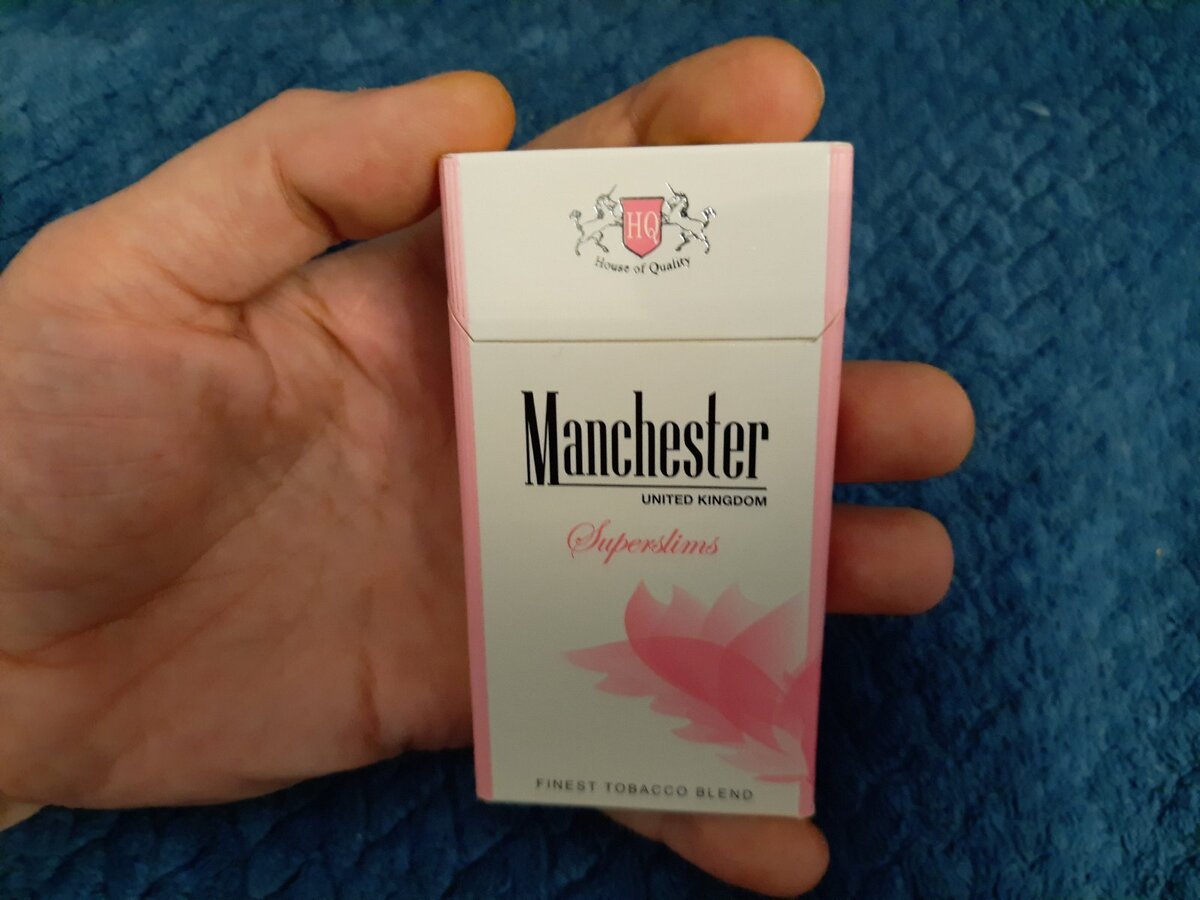 HQ
House of Quality
Manchester
UNITED KINGDOM
Superslims
FINEST TOBACCO BLEND